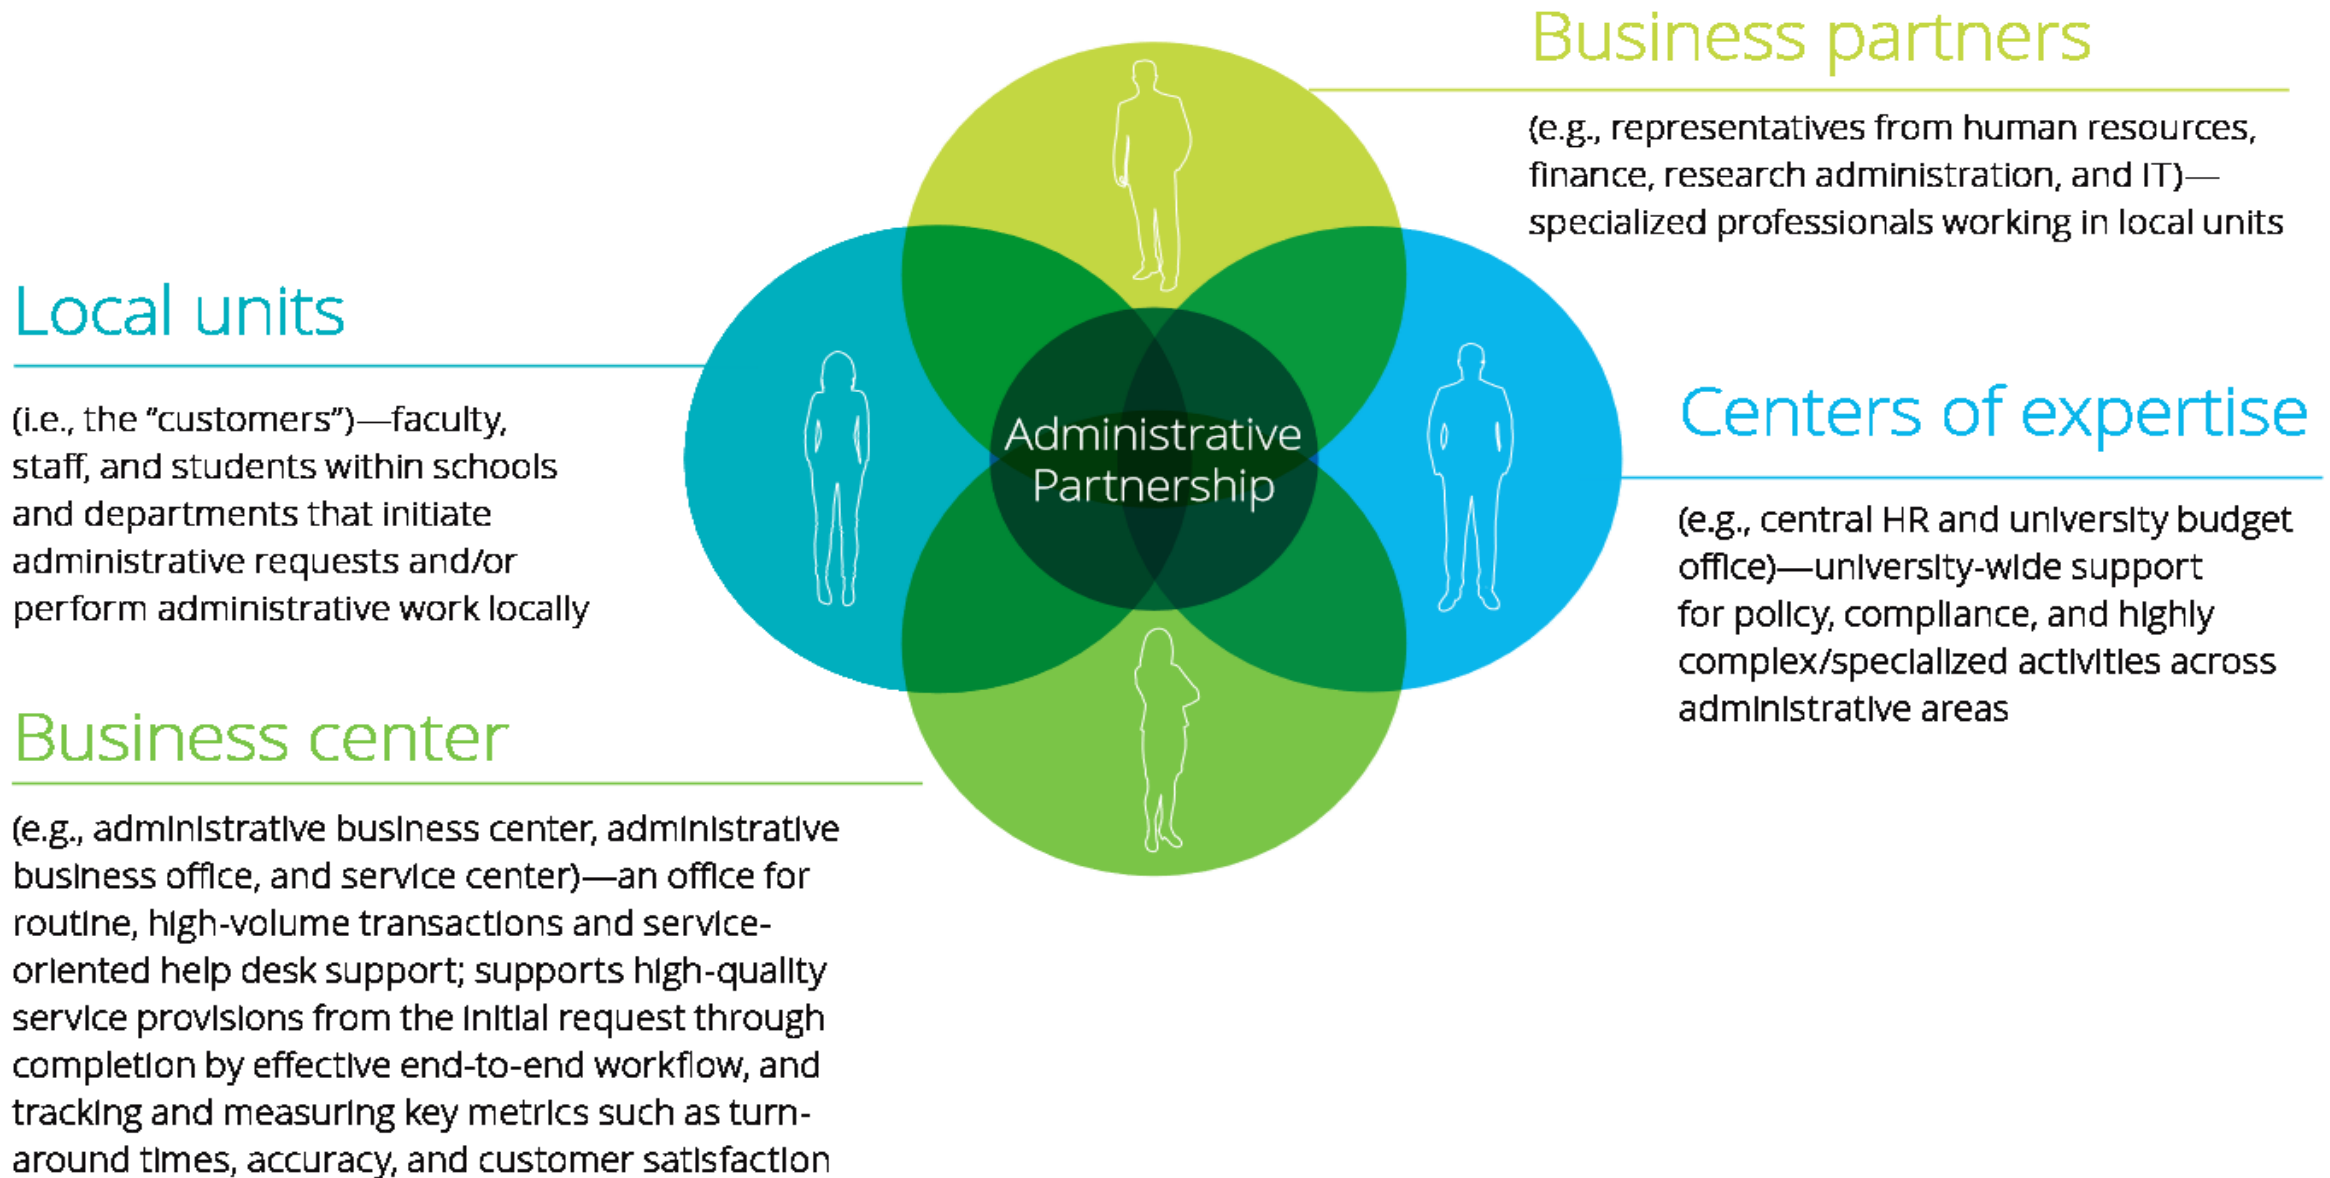 Business partners
(e.g., representatives from human resources,
finance, research administration, and IT)—
specialized professionals working in local units
Local units
(i.e., the “customers”)—faculty,
staff, and students within schools
and departments that initiate
administrative requests and/or
perform administrative work locally
Administrative
Partnership
Centers of expertise
(e.g., central HR and university budget
office)—university-wide support
for policy, compliance, and highly
complex/specialized activities across
administrative areas
Business center
(e.g., administrative business center, administrative
business office, and service center)—an office for
routine, high-volume transactions and service-
oriented help desk support; supports high-quality
service provisions from the initial request through
completion by effective end-to-end workflow, and
tracking and measuring key metrics such as turn-
around times, accuracy, and customer satisfaction